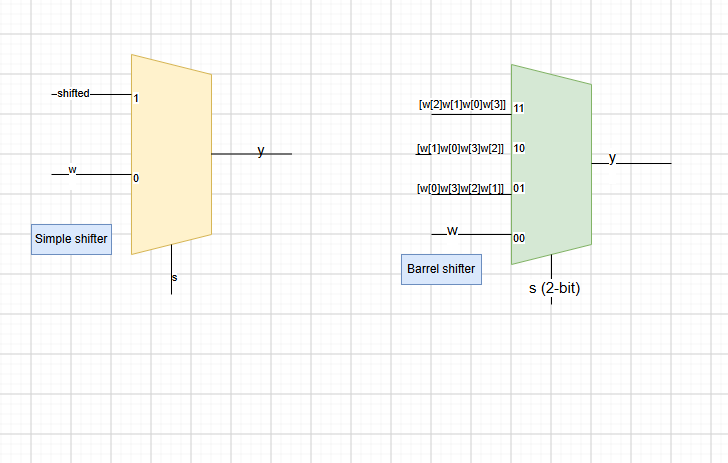 shifted
1
w
0
y
Simple shifter
s
[w[2]w[1]w[0]w[3]]
11
[w[1]w[0]w[3]w[2]]
10
[w[0]w[3]w[2]w[1]]
01
w
00
y
Barrel shifter
s (2-bit)